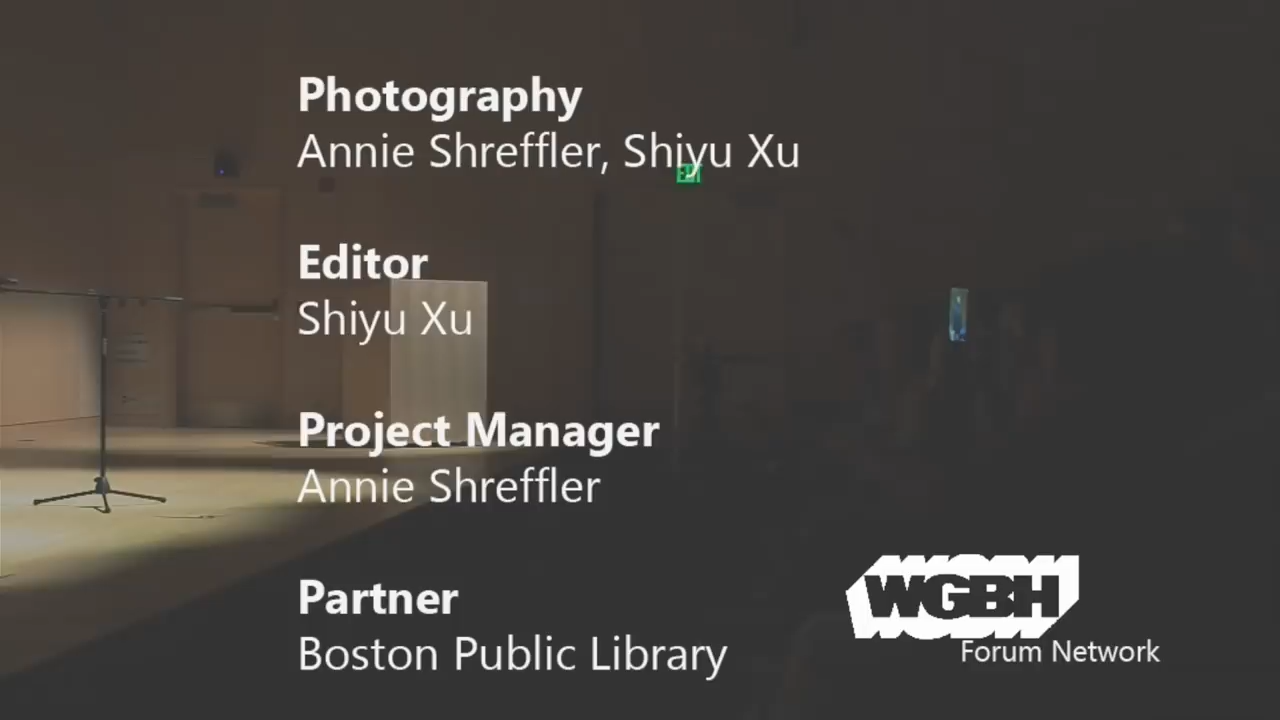 Photography
Annie Shreffler, Shiyu Xu
EXIT
Editor
Shiyu Xu
Project Manager
Annie Shreffler
Partner
Boston Public Library
WGBH
Forum Network